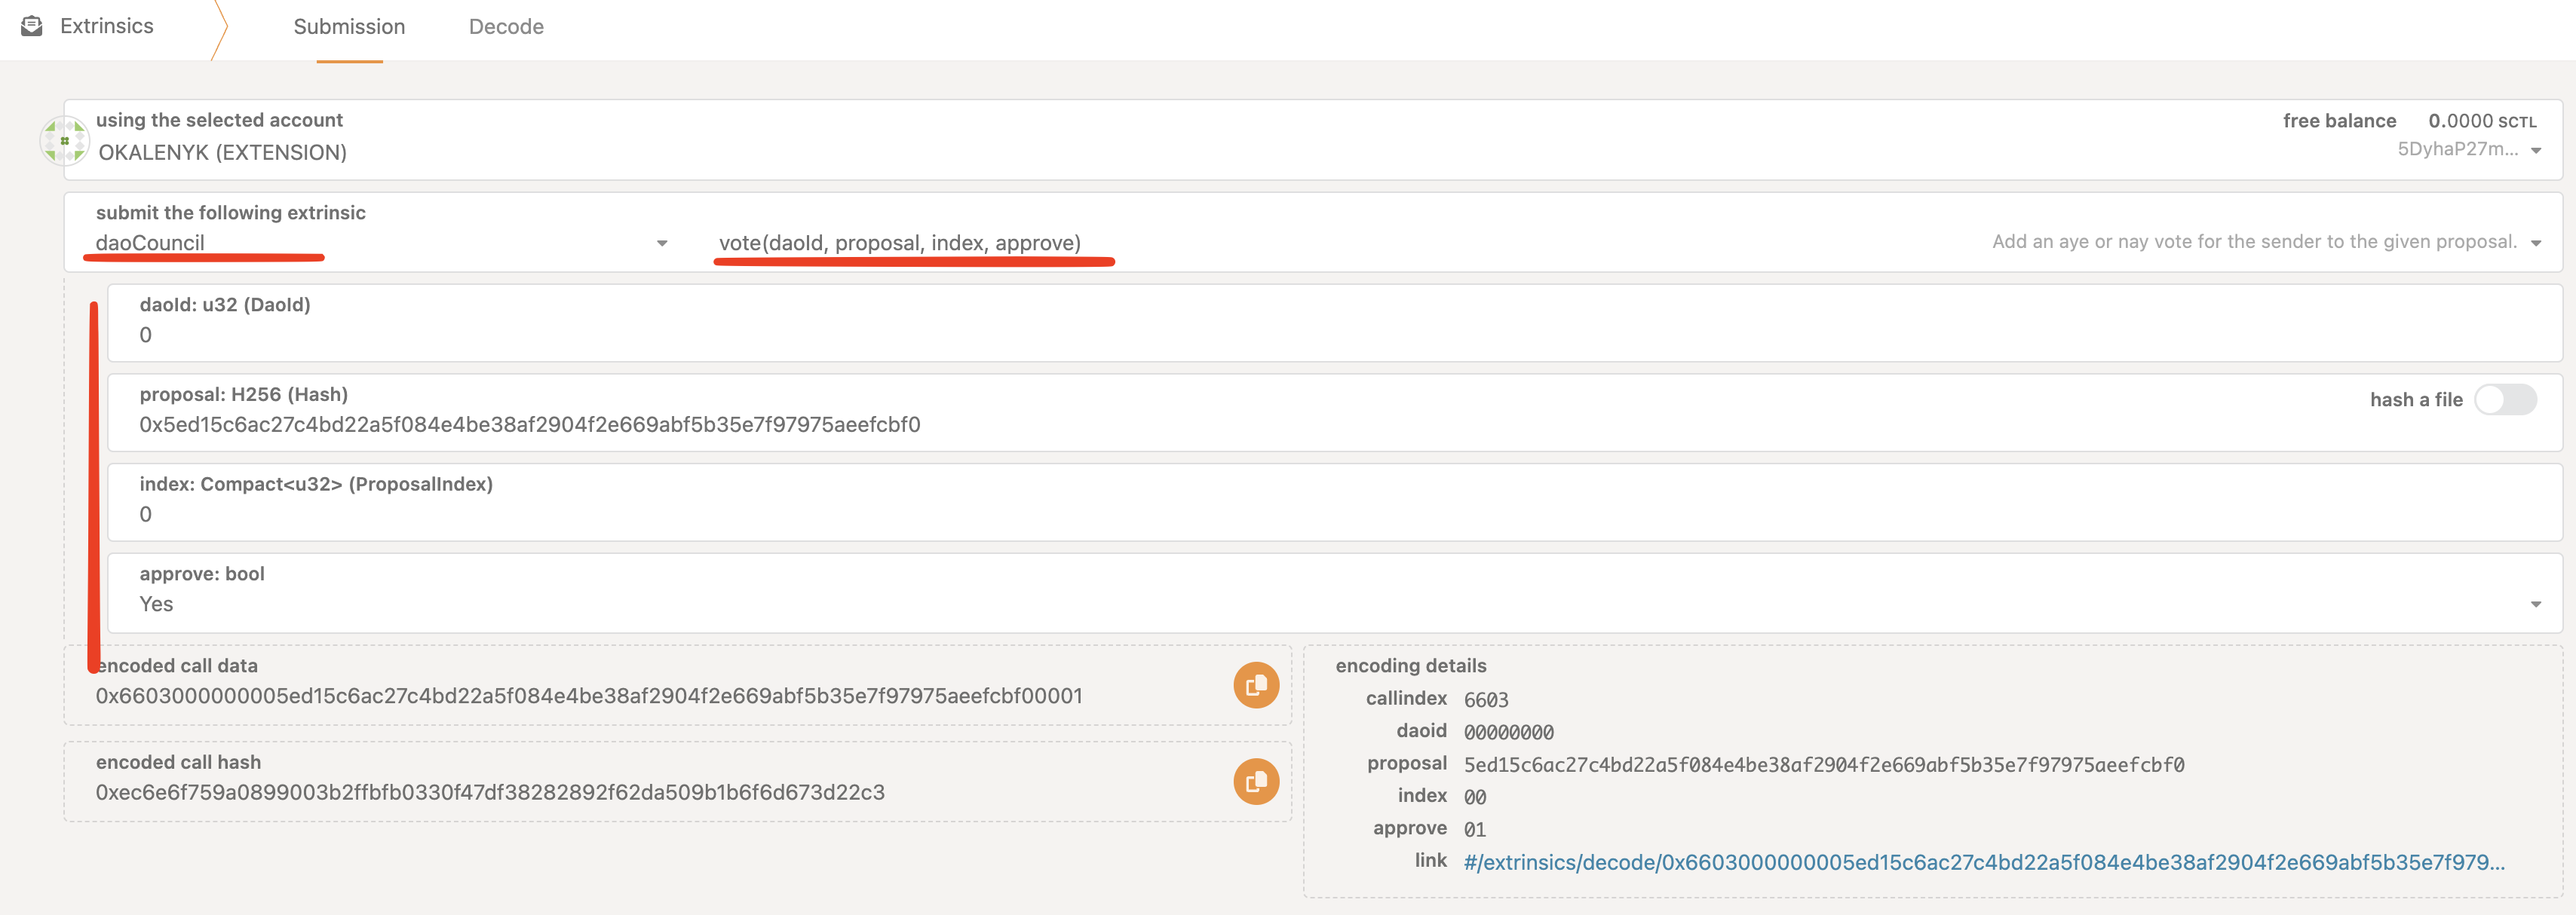 Extrinsics
Submission
Decode
using the selected account
OKALENYK (EXTENSION)
free balance 0.0000 SCTL
5DyhaP27m...
submit the following extrinsic
daoCouncil
vote(daoId, proposal, index, approve)
Add an aye or nay vote for the sender to the given proposal.
daoId: u32 (DaoId)
0
proposal: H256 (Hash)
0x5ed15c6ac27c4bd22a5f084e4be38af2904f2e669abf5b35e7f97975aeefcbf0
hash a file
index: Compact<u32> (ProposalIndex)
0
approve: bool
Yes
encoded call data
0x6603000000005ed15c6ac27c4bd22a5f084e4be38af2904f2e669abf5b35e7f97975aeefcbf00001
encoded call hash
0xec6e6f759a0899003b2ffbfb0330f47df38282892f62da509b1b6f6d673d22c3
encoding details
callindex 6603
daoid 00000000
proposal 5ed15c6ac27c4bd22a5f084e4be38af2904f2e669abf5b35e7f97975aeefcbf0
index 00
approve 01
link #/extrinsics/decode/0x6603000000005ed15c6ac27c4bd22a5f084e4be38af2904f2e669abf5b35e7f979...